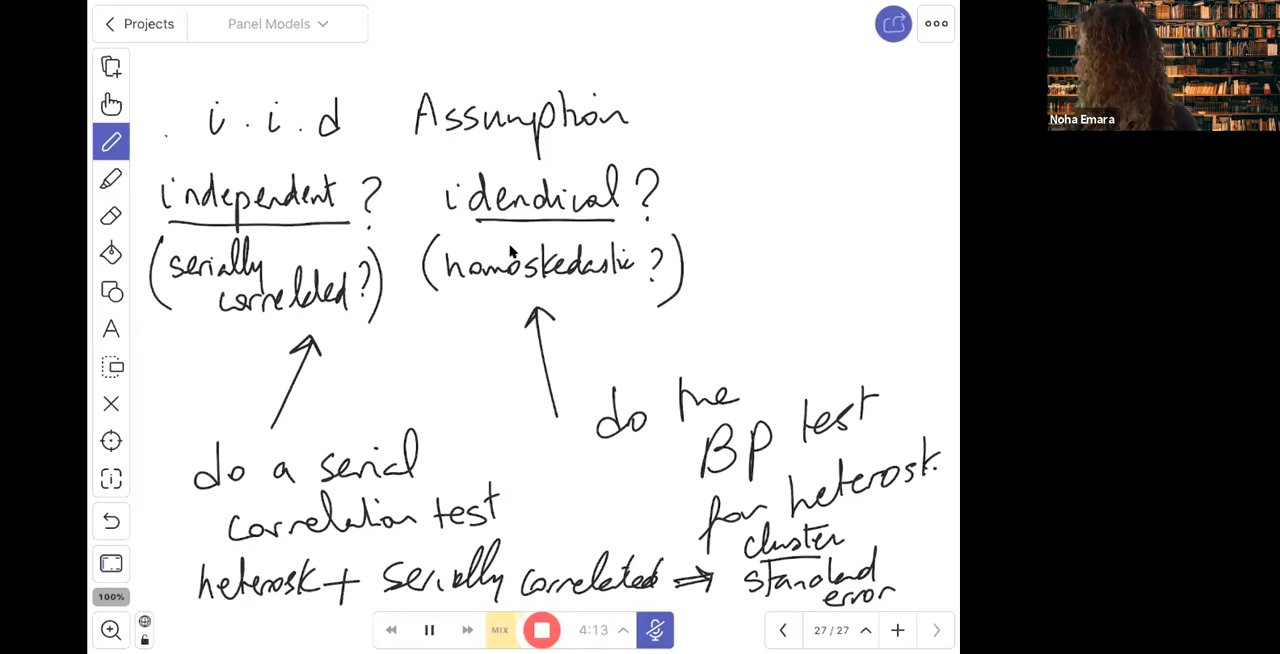 Projects
Panel Models
Noha Emara
i.i.d Assumption
independent?
(serially
correlated?)
idendical?
(homoskedastic?)
do a serial
correlation test
do the
BP test
for heterosk.
heterosk + serially correlated ⇒ cluster
standard
error
A
100%
MIX
4:13
27/27